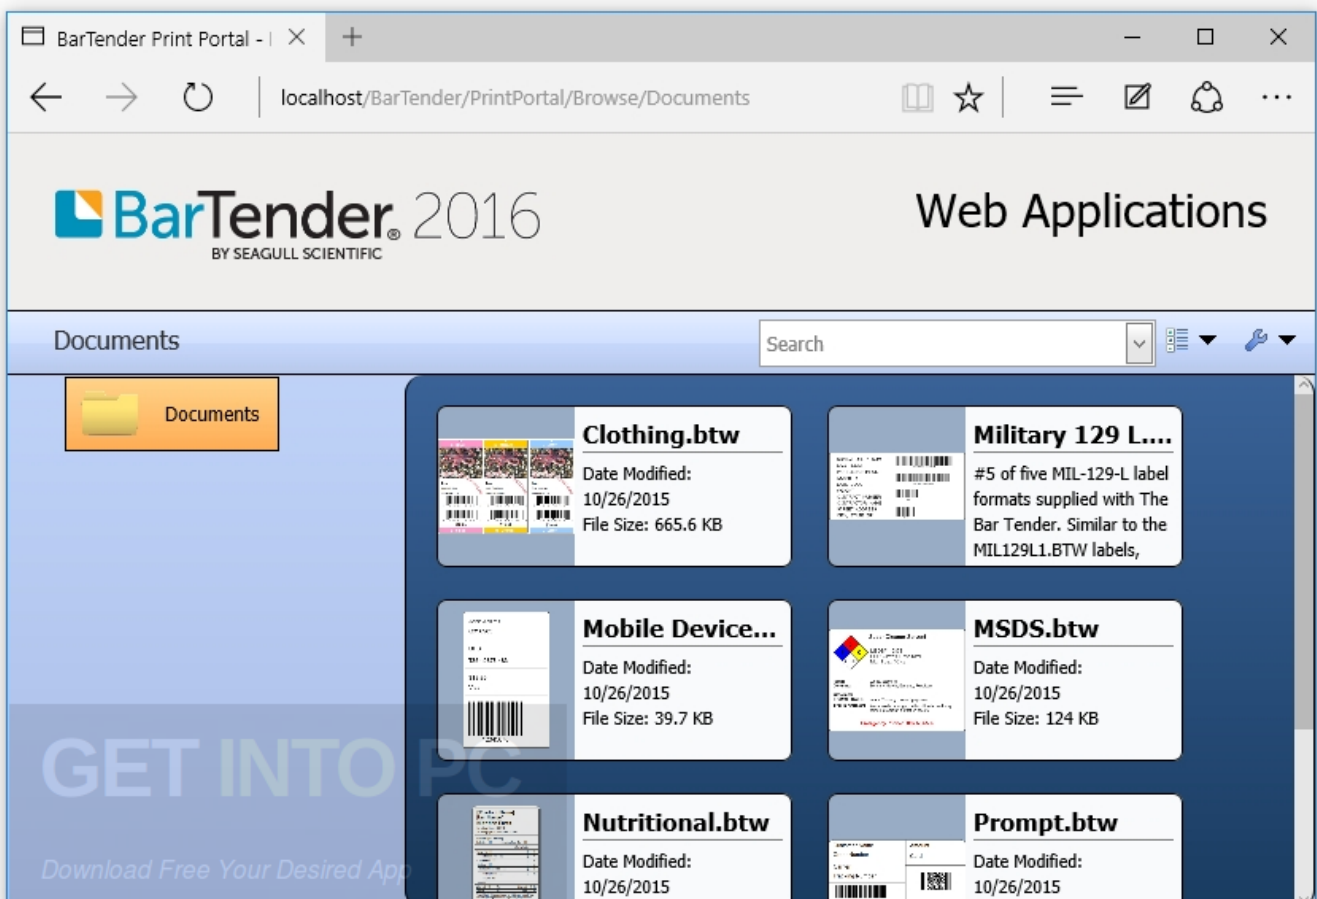 BarTender Print Portal -
localhost/BarTender/PrintPortal/Browse/Documents
BarTender® 2016
BY SEAGULL SCIENTIFIC
Web Applications
Documents
Search
Documents
Clothing.btw
Date Modified:
10/26/2015
File Size: 665.6 KB
Military 129 L....
#5 of five MIL-129-L label
formats supplied with The
Bar Tender. Similar to the
MIL129L1.BTW labels,
Mobile Device...
Date Modified:
10/26/2015
File Size: 39.7 KB
MSDS.btw
Date Modified:
10/26/2015
File Size: 124 KB
GET INTO PC
Download Free Your Desired App
Nutritional.btw
Date Modified:
10/26/2015
Prompt.btw
Date Modified:
10/26/2015